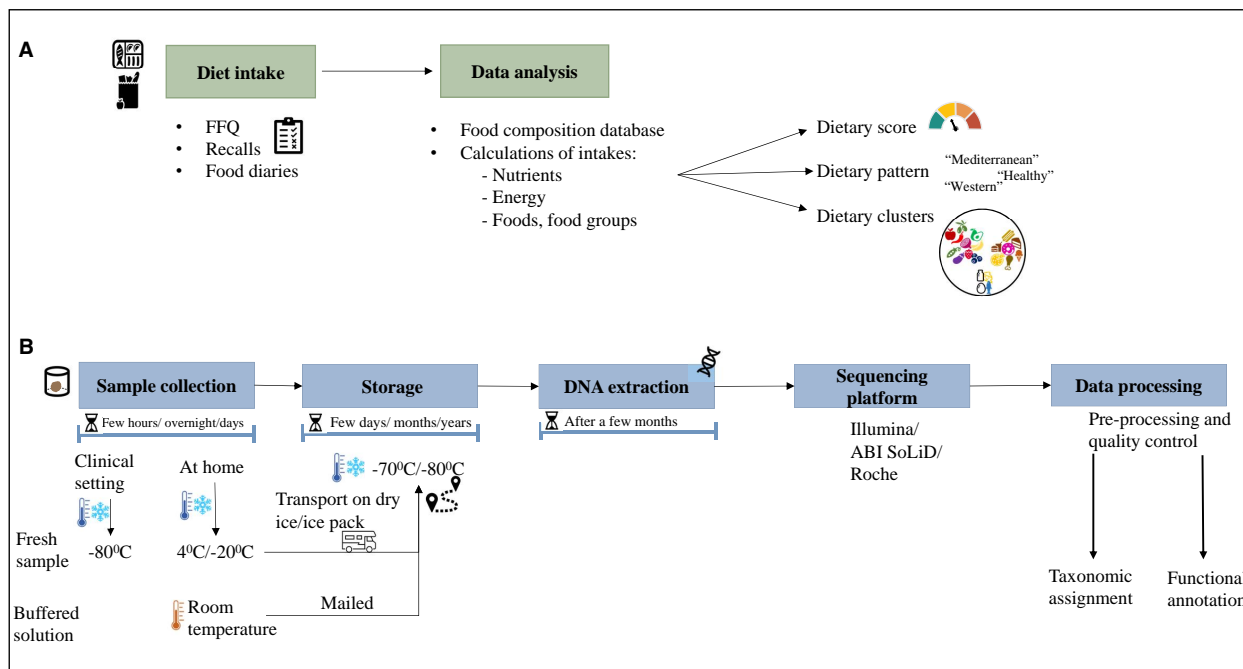 A
Diet intake
Data analysis
• FFQ
• Recalls
• Food diaries
• Food composition database
• Calculations of intakes:
- Nutrients
- Energy
- Foods, food groups
Dietary score
Dietary pattern
“Mediterranean”
“Healthy”
“Western”
Dietary clusters
B
Sample collection
Storage
DNA extraction
Sequencing
platform
Data processing
Few hours/ overnight/days
Few days/ months/years
After a few months
Illumina/
ABI SoLiD/
Roche
Pre-processing and
quality control
Clinical
setting
At home
-70⁰C/-80⁰C
Transport on dry
ice/ice pack
Fresh
sample
-80⁰C
4⁰C/-20⁰C
Buffered
solution
Room
temperature
Mailed
Taxonomic
assignment
Functional
annotation